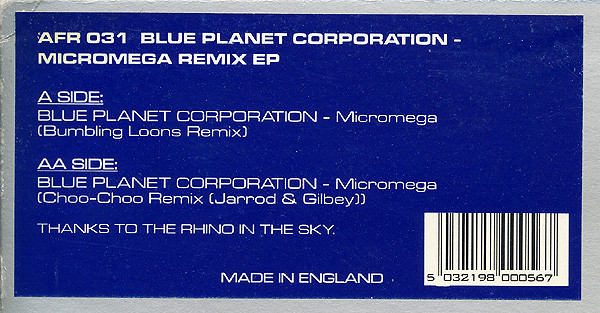 AFR 031 BLUE PLANET CORPORATION -
MICROMEGA REMIX EP
A SIDE:
BLUE PLANET CORPORATION - Micromega
(Bumbling Loons Remix)
AA SIDE:
BLUE PLANET CORPORATION - Micromega
(Choo-Choo Remix (Jarrod & Gilbey))
THANKS TO THE RHINO IN THE SKY.
MADE IN ENGLAND
5 032198 000567